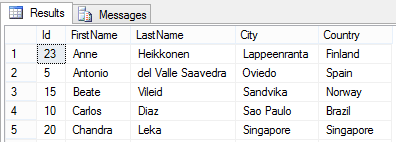 Results Messages
Id FirstName LastName City Country
1 23 Anne Heikkonen Lappeenranta Finland
2 5 Antonio del Valle Saavedra Oviedo Spain
3 15 Beate Vileid Sandvika Norway
4 10 Carlos Diaz Sao Paulo Brazil
5 20 Chandra Leka Singapore Singapore